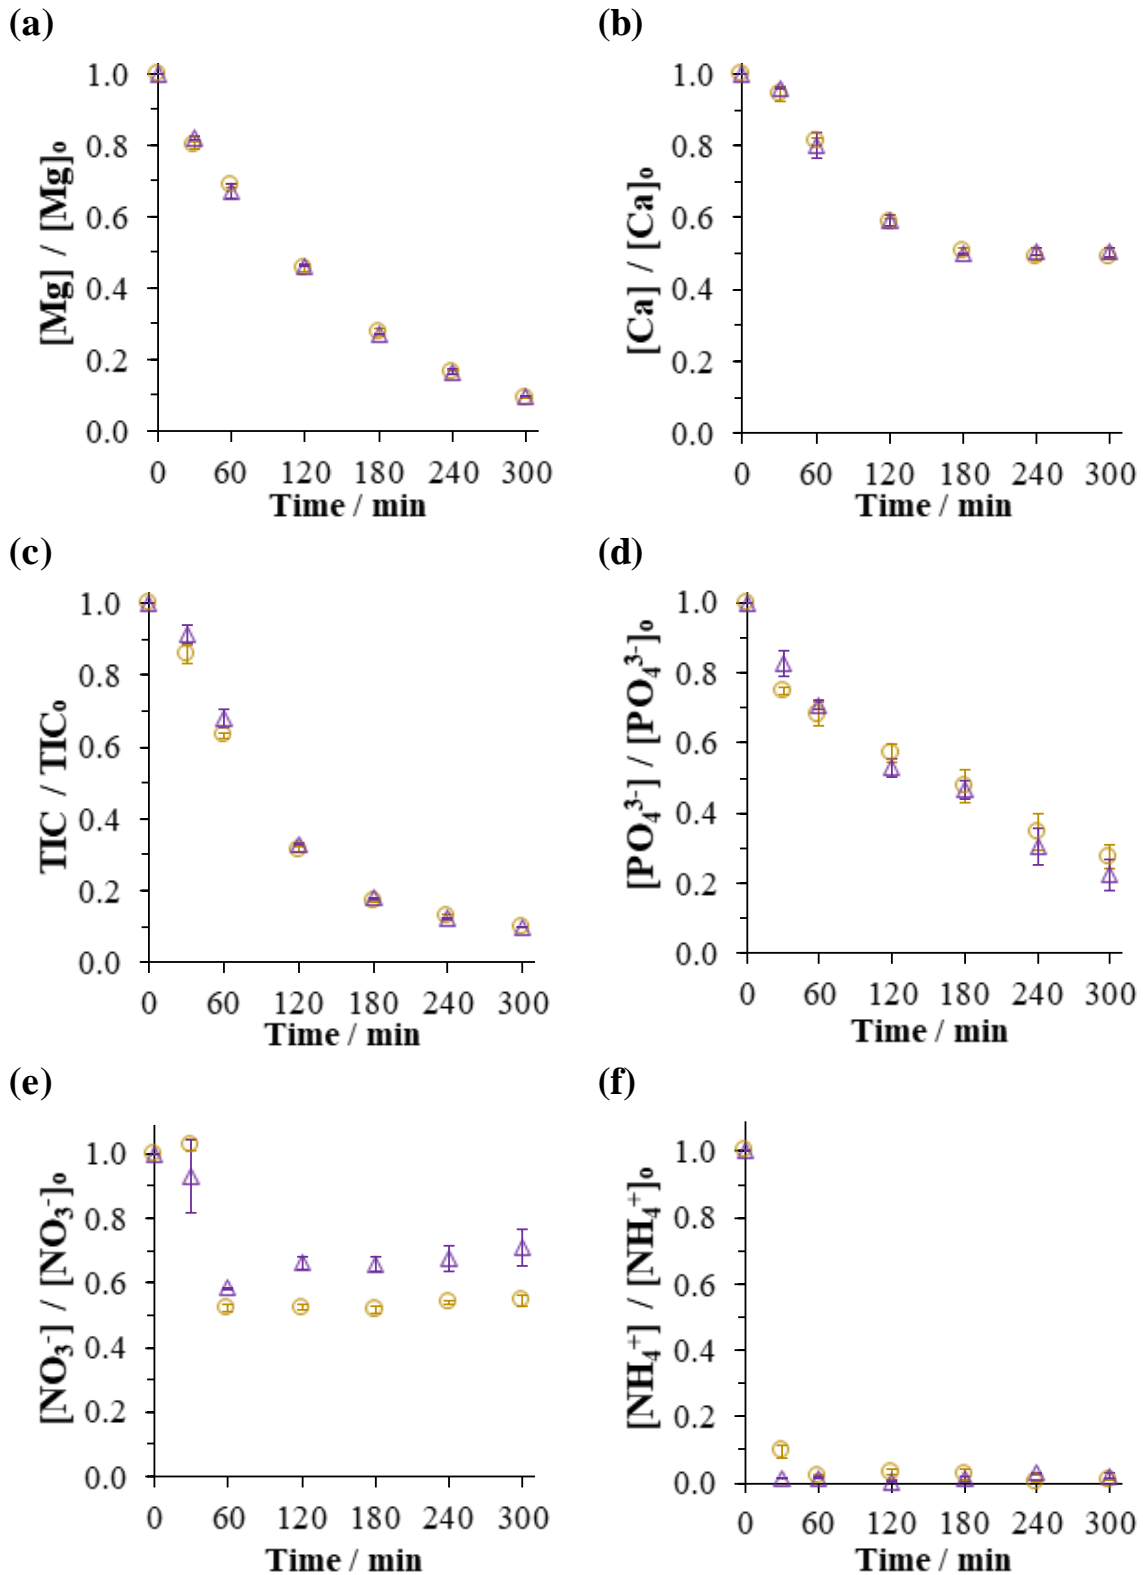 (a)
[Mg] / [Mg]₀
1.0
0.8
0.6
0.4
0.2
0.0
0 60 120 180 240 300
Time / min
(b)
[Ca] / [Ca]₀
1.0
0.8
0.6
0.4
0.2
0.0
0 60 120 180 240 300
Time / min
(c)
TIC / TIC₀
1.0
0.8
0.6
0.4
0.2
0.0
0 60 120 180 240 300
Time / min
(d)
[PO₄³⁻] / [PO₄³⁻]₀
1.0
0.8
0.6
0.4
0.2
0.0
0 60 120 180 240 300
Time / min
(e)
[NO₃⁻] / [NO₃⁻]₀
1.0
0.8
0.6
0.4
0.2
0.0
0 60 120 180 240 300
Time / min
(f)
[NH₄⁺] / [NH₄⁺]₀
1.0
0.8
0.6
0.4
0.2
0.0
0 60 120 180 240 300
Time / min